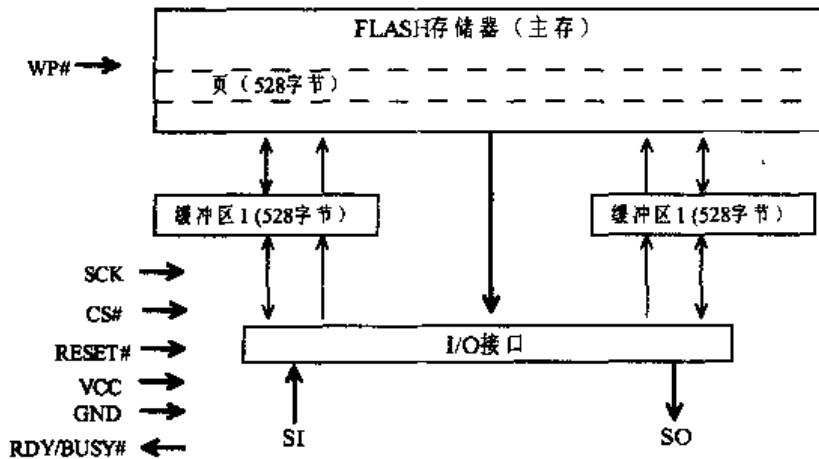 FLASH存储器（主存）
WP#
页（528字节）
缓冲区1(528字节）
缓冲区1(528字节）
SCK
CS#
RESET#
I/O接口
VCC
GND
SI
SO
RDY/BUSY#